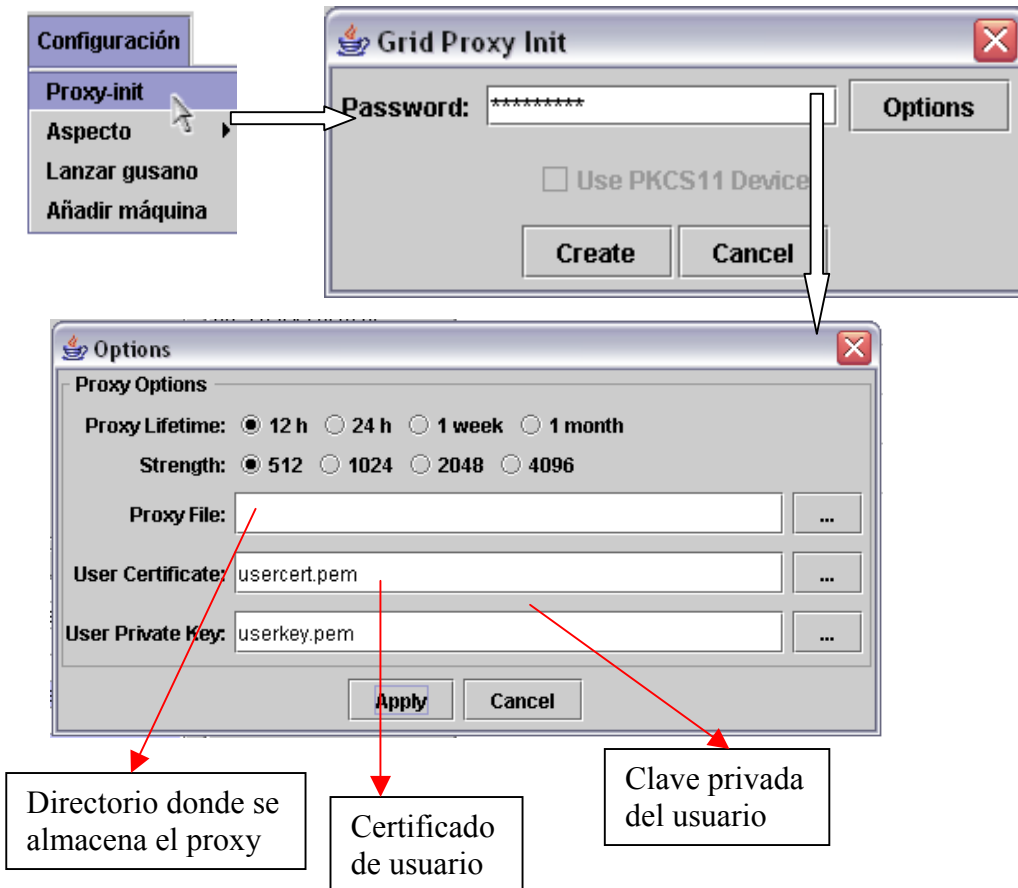 Configuración
Proxy-init
Aspecto
Lanzar gusano
Añadir máquina
Grid Proxy Init
Password: *********
Options
Use PKCS11 Device
Create Cancel
Options
Proxy Options
Proxy Lifetime: 12 h 24 h 1 week 1 month
Strength: 512 1024 2048 4096
Proxy File: ...
User Certificate: usercert.pem ...
User Private Key: userkey.pem ...
Apply Cancel
Directorio donde se
almacena el proxy
Certificado
de usuario
Clave privada
del usuario